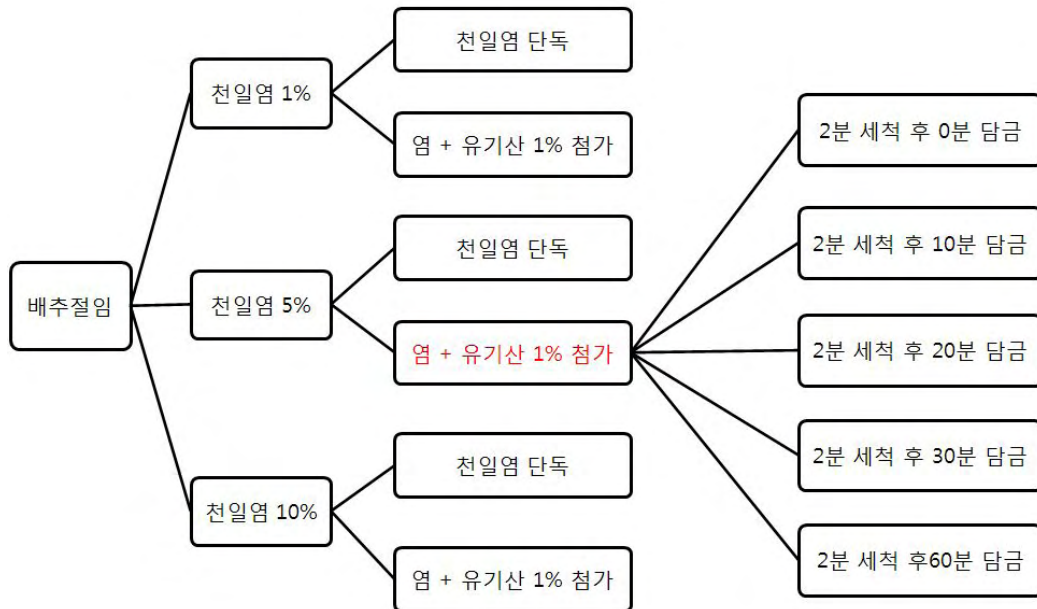 배추절임
천일염 1%
천일염 5%
천일염 10%
천일염 단독
염 + 유기산 1% 첨가
천일염 단독
염 + 유기산 1% 첨가
천일염 단독
염 + 유기산 1% 첨가
2분 세척 후 0분 담금
2분 세척 후 10분 담금
2분 세척 후 20분 담금
2분 세척 후 30분 담금
2분 세척 후60분 담금